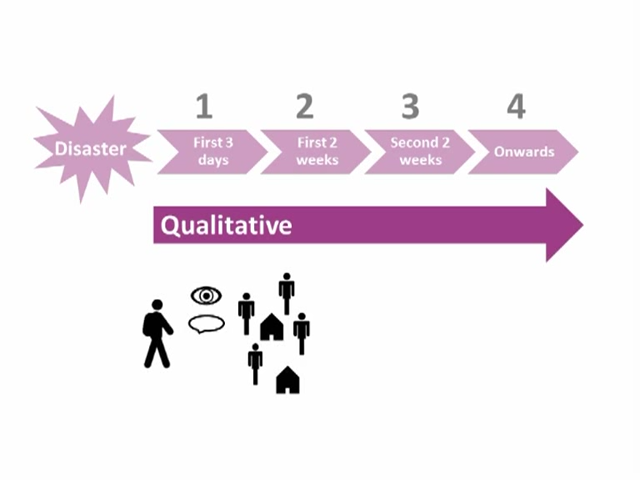 1 2 3 4
Disaster
First 3
days
First 2
weeks
Second 2
weeks
Onwards
Qualitative